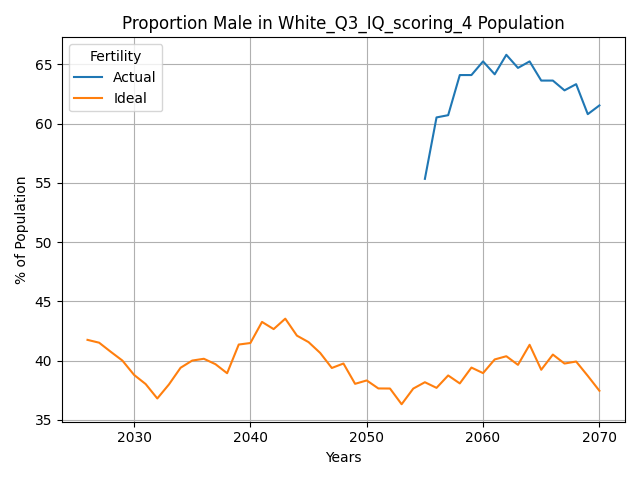 Proportion Male in White_Q3_IQ_scoring_4 Population
Fertility
Actual
Ideal
% of Population
65
60
55
50
45
40
35
2030
2040
2050
2060
2070
Years